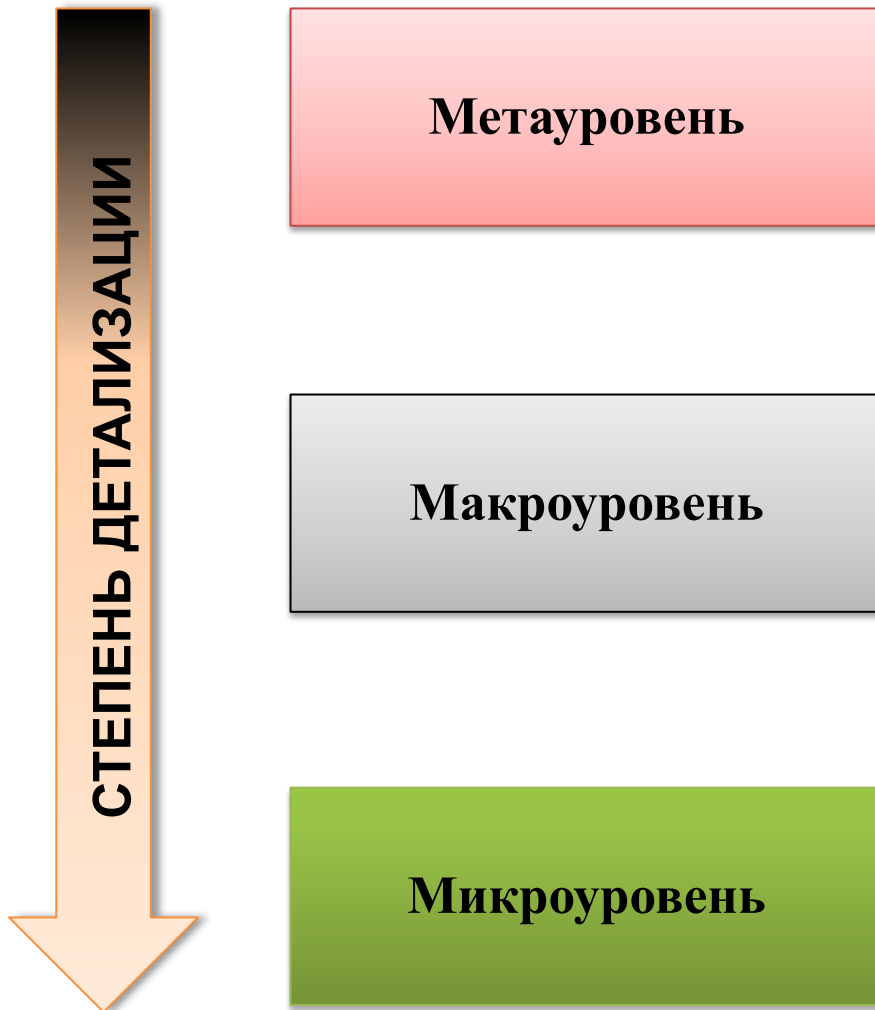 СТЕПЕНЬ ДЕТАЛИЗАЦИИ
Метауровень
Макроуровень
Микроуровень